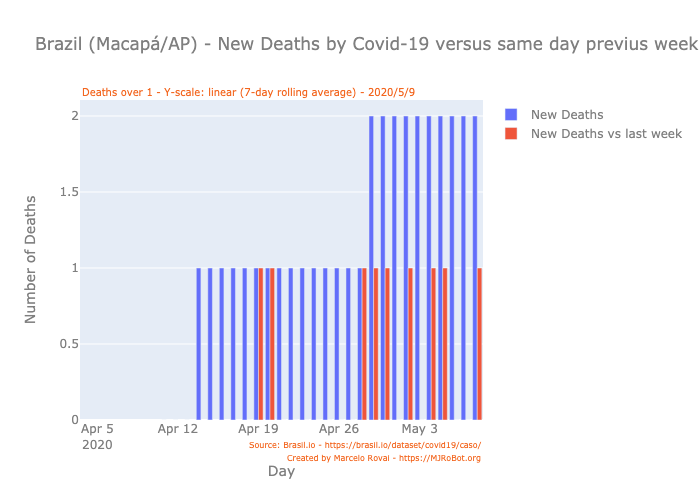 Brazil (Macapá/AP) - New Deaths by Covid-19 versus same day previus week
Deaths over 1 - Y-scale: linear (7-day rolling average) - 2020/5/9
New Deaths
New Deaths vs last week
2
1.5
1
0.5
0
Number of Deaths
Apr 5 Apr 12 Apr 19 Apr 26 May 3
2020
Source: Brasil.io - https://brasil.io/dataset/covid19/caso/
Created by Marcelo Rovai - https://MJRoBot.org
Day